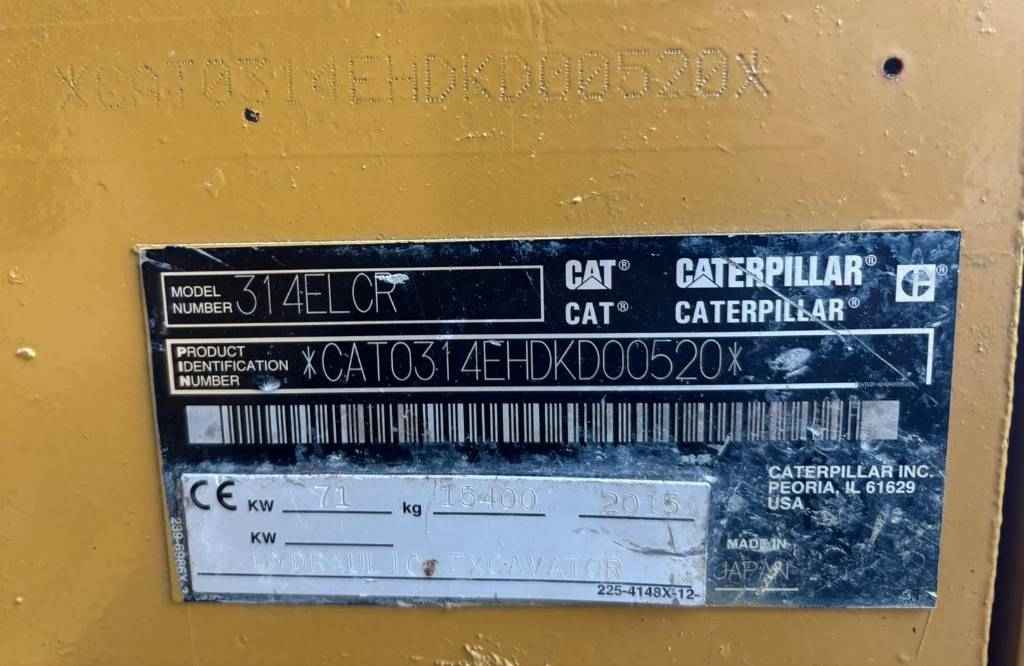 *CAT0314EHDKD00520*
MODEL NUMBER 314ELCR
CAT® CATERPILLAR®
CAT® CATERPILLAR®
PRODUCT IDENTIFICATION NUMBER *CAT0314EHDKD00520*
CATERPILLAR INC.
PEORIA, IL 61629
USA
CE KW 71 kg 15400 2015
KW
HYDRAULIC EXCAVATOR
225-4148X-12-
MADE IN
JAPAN